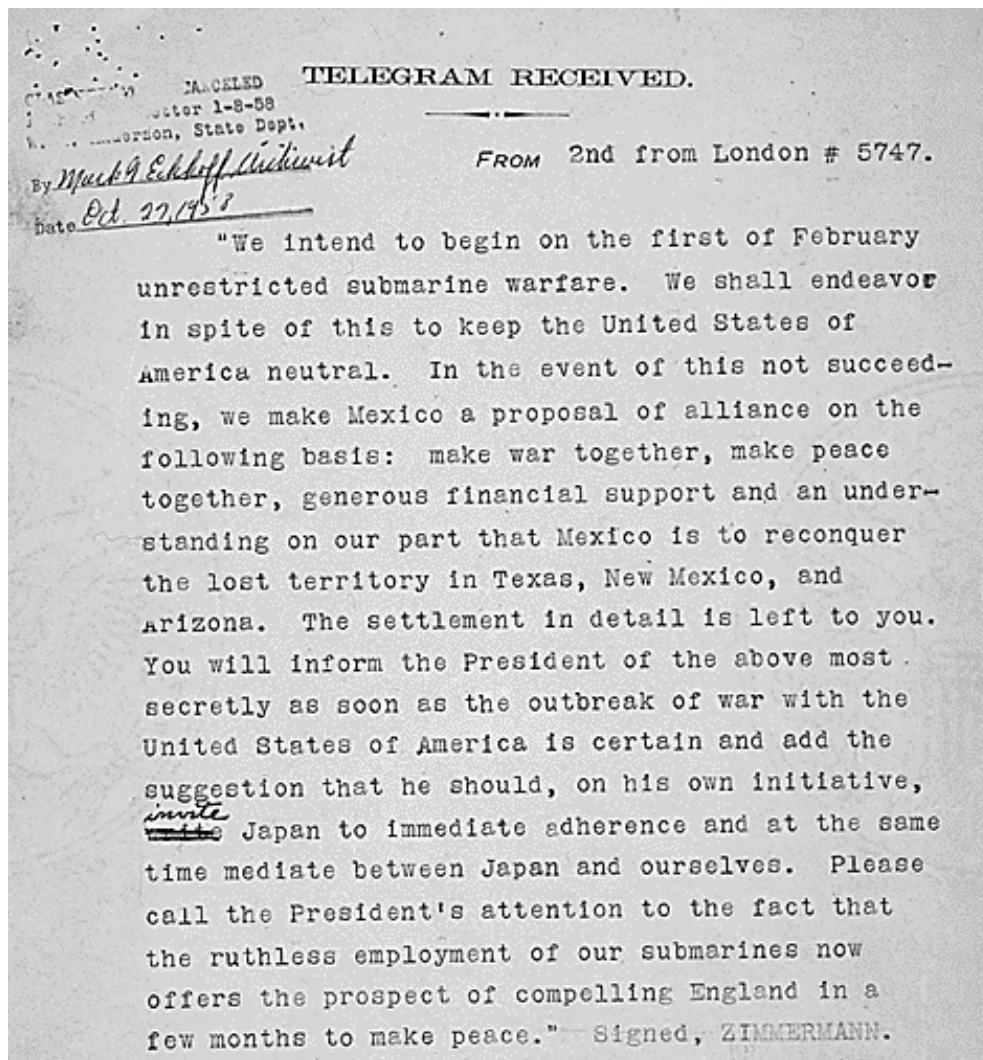 TELEGRAM RECEIVED.
CANCELED
1-8-58
State Dept.
By Mark G Eckhoff Archivist
Date Oct. 27, 1958
FROM 2nd from London # 5747.
"We intend to begin on the first of February
unrestricted submarine warfare. We shall endeavor
in spite of this to keep the United States of
America neutral. In the event of this not succeed-
ing, we make Mexico a proposal of alliance on the
following basis: make war together, make peace
together, generous financial support and an under-
standing on our part that Mexico is to reconquer
the lost territory in Texas, New Mexico, and
Arizona. The settlement in detail is left to you.
You will inform the President of the above most
secretly as soon as the outbreak of war with the
United States of America is certain and add the
suggestion that he should, on his own initiative,
invite
Japan to immediate adherence and at the same
time mediate between Japan and ourselves. Please
call the President's attention to the fact that
the ruthless employment of our submarines now
offers the prospect of compelling England in a
few months to make peace." Signed, ZIMMERMANN.